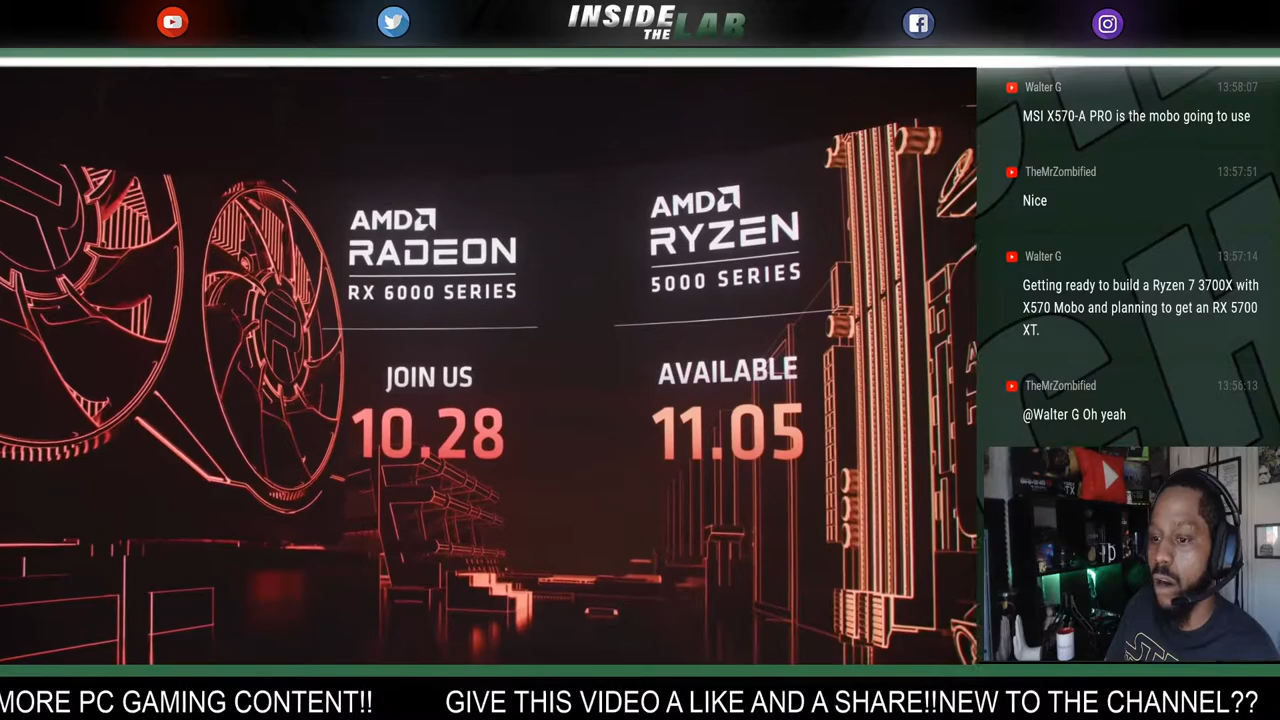 INSIDE
THE LAB
AMD
RADEON
RX 6000 SERIES
JOIN US
10.28
AMD
RYZEN
5000 SERIES
AVAILABLE
11.05
Walter G 13:58:07
MSI X570-A PRO is the mobo going to use
TheMrZombified 13:57:51
Nice
Walter G 13:57:14
Getting ready to build a Ryzen 7 3700X with
X570 Mobo and planning to get an RX 5700
XT.
TheMrZombified 13:56:13
@Walter G Oh yeah
MORE PC GAMING CONTENT!! GIVE THIS VIDEO A LIKE AND A SHARE!!NEW TO THE CHANNEL??